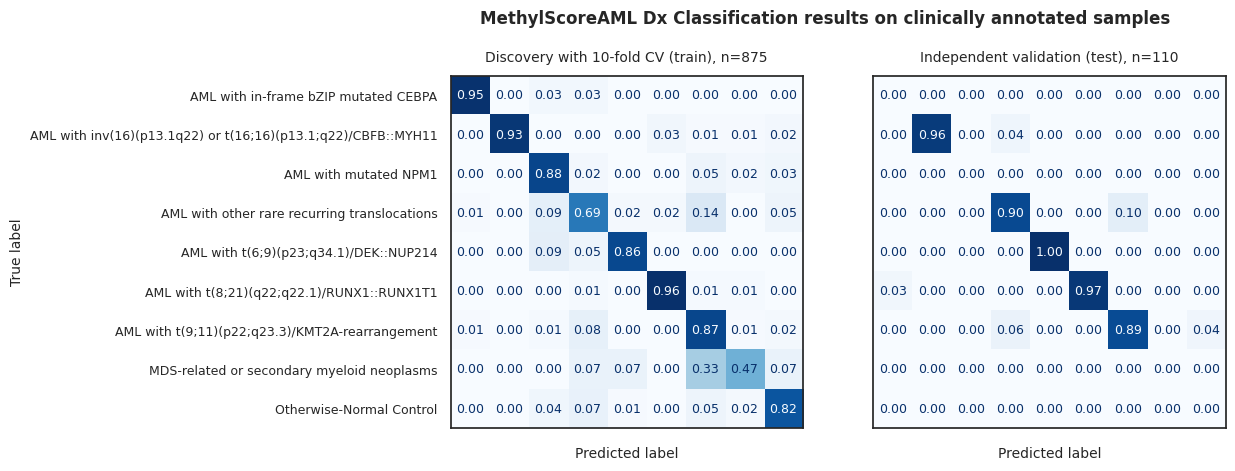 MethylScoreAML Dx Classification results on clinically annotated samples
Discovery with 10-fold CV (train), n=875
Independent validation (test), n=110
True label
AML with in-frame bZIP mutated CEBPA 0.95 0.00 0.03 0.03 0.00 0.00 0.00 0.00 0.00 0.00 0.00 0.00 0.00 0.00 0.00 0.00 0.00 0.00
AML with inv(16)(p13.1q22) or t(16;16)(p13.1;q22)/CBFB::MYH11 0.00 0.93 0.00 0.00 0.00 0.03 0.01 0.01 0.02 0.00 0.96 0.00 0.04 0.00 0.00 0.00 0.00 0.00
AML with mutated NPM1 0.00 0.00 0.88 0.02 0.00 0.00 0.05 0.02 0.03 0.00 0.00 0.00 0.00 0.00 0.00 0.00 0.00 0.00
AML with other rare recurring translocations 0.01 0.00 0.09 0.69 0.02 0.02 0.14 0.00 0.05 0.00 0.00 0.00 0.90 0.00 0.00 0.10 0.00 0.00
AML with t(6;9)(p23;q34.1)/DEK::NUP214 0.00 0.00 0.09 0.05 0.86 0.00 0.00 0.00 0.00 0.00 0.00 0.00 0.00 1.00 0.00 0.00 0.00 0.00
AML with t(8;21)(q22;q22.1)/RUNX1::RUNX1T1 0.00 0.00 0.00 0.01 0.00 0.96 0.01 0.01 0.00 0.03 0.00 0.00 0.00 0.00 0.97 0.00 0.00 0.00
AML with t(9;11)(p22;q23.3)/KMT2A-rearrangement 0.01 0.00 0.01 0.08 0.00 0.00 0.87 0.01 0.02 0.00 0.00 0.00 0.06 0.00 0.00 0.89 0.00 0.04
MDS-related or secondary myeloid neoplasms 0.00 0.00 0.00 0.07 0.07 0.00 0.33 0.47 0.07 0.00 0.00 0.00 0.00 0.00 0.00 0.00 0.00 0.00
Otherwise-Normal Control 0.00 0.00 0.04 0.07 0.01 0.00 0.05 0.02 0.82 0.00 0.00 0.00 0.00 0.00 0.00 0.00 0.00 0.00
Predicted label
Predicted label